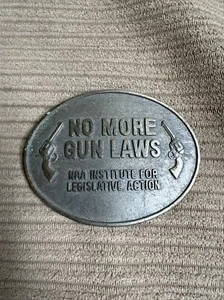 NO MORE
GUN LAWS
NRA INSTITUTE FOR
LEGISLATIVE ACTION